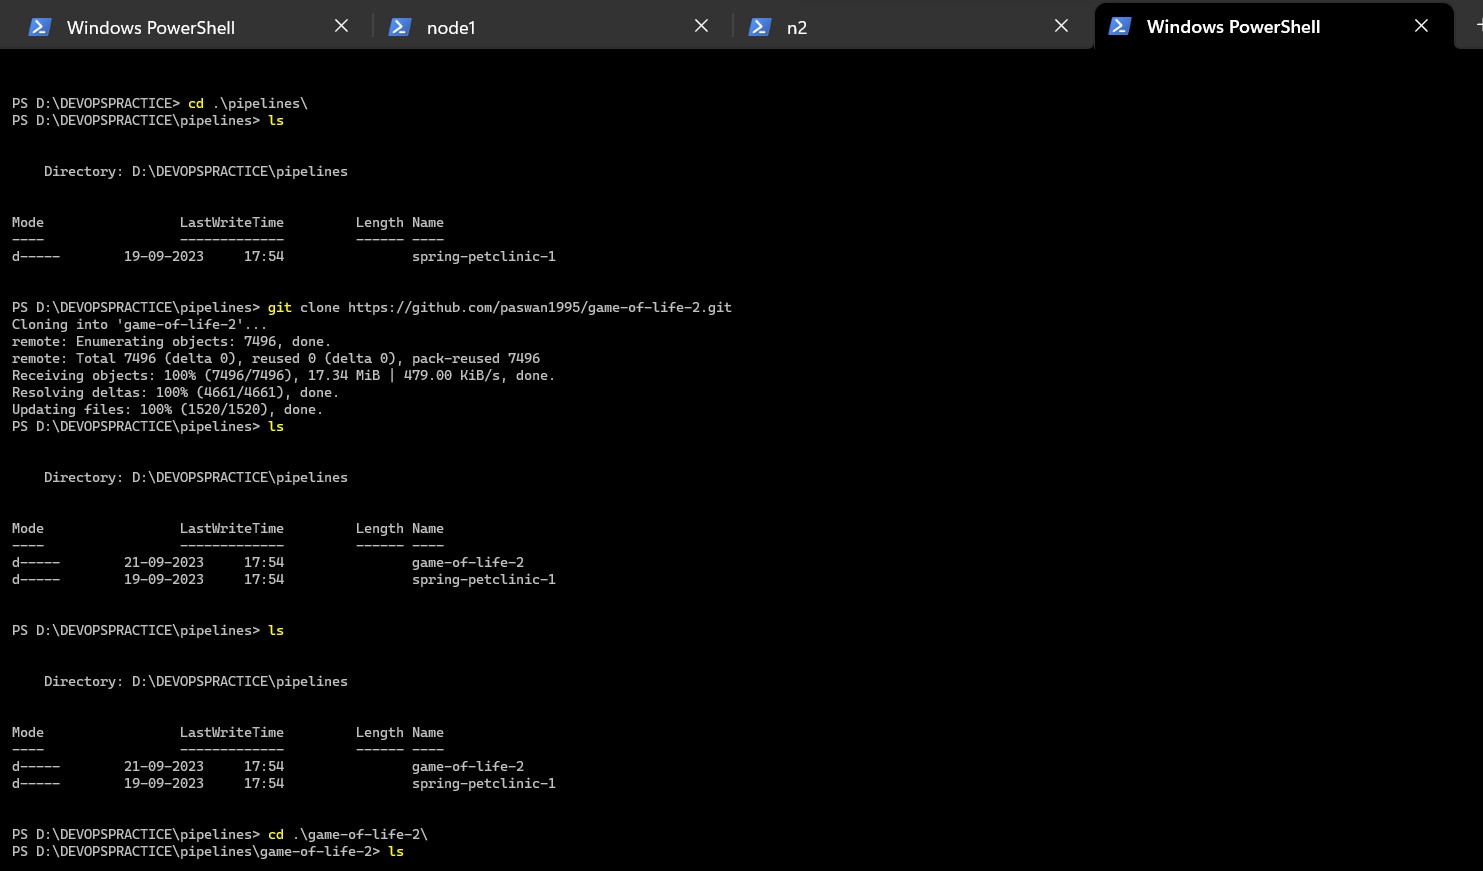 Windows PowerShell
node1
n2
Windows PowerShell
PS D:\DEVOPSPRACTICE> cd .\pipelines\
PS D:\DEVOPSPRACTICE\pipelines> ls
Directory: D:\DEVOPSPRACTICE\pipelines
Mode LastWriteTime Length Name
---- ------------- ------ ----
d----- 19-09-2023 17:54 spring-petclinic-1
PS D:\DEVOPSPRACTICE\pipelines> git clone https://github.com/paswan1995/game-of-life-2.git
Cloning into 'game-of-life-2'...
remote: Enumerating objects: 7496, done.
remote: Total 7496 (delta 0), reused 0 (delta 0), pack-reused 7496
Receiving objects: 100% (7496/7496), 17.34 MiB | 479.00 KiB/s, done.
Resolving deltas: 100% (4661/4661), done.
Updating files: 100% (1520/1520), done.
PS D:\DEVOPSPRACTICE\pipelines> ls
Directory: D:\DEVOPSPRACTICE\pipelines
Mode LastWriteTime Length Name
---- ------------- ------ ----
d----- 21-09-2023 17:54 game-of-life-2
d----- 19-09-2023 17:54 spring-petclinic-1
PS D:\DEVOPSPRACTICE\pipelines> ls
Directory: D:\DEVOPSPRACTICE\pipelines
Mode LastWriteTime Length Name
---- ------------- ------ ----
d----- 21-09-2023 17:54 game-of-life-2
d----- 19-09-2023 17:54 spring-petclinic-1
PS D:\DEVOPSPRACTICE\pipelines> cd .\game-of-life-2\
PS D:\DEVOPSPRACTICE\pipelines\game-of-life-2> ls